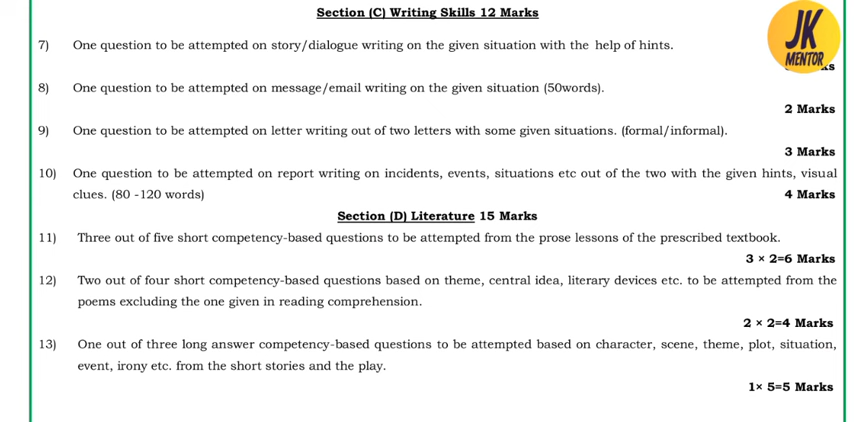 Section (C) Writing Skills 12 Marks
JK
MENTOR
7) One question to be attempted on story/dialogue writing on the given situation with the help of hints.
8) One question to be attempted on message/email writing on the given situation (50words).
2 Marks
9) One question to be attempted on letter writing out of two letters with some given situations. (formal/informal).
3 Marks
10) One question to be attempted on report writing on incidents, events, situations etc out of the two with the given hints, visual
clues. (80 -120 words) 4 Marks
Section (D) Literature 15 Marks
11) Three out of five short competency-based questions to be attempted from the prose lessons of the prescribed textbook.
3 × 2=6 Marks
12) Two out of four short competency-based questions based on theme, central idea, literary devices etc. to be attempted from the
poems excluding the one given in reading comprehension.
2 × 2=4 Marks
13) One out of three long answer competency-based questions to be attempted based on character, scene, theme, plot, situation,
event, irony etc. from the short stories and the play.
1× 5=5 Marks